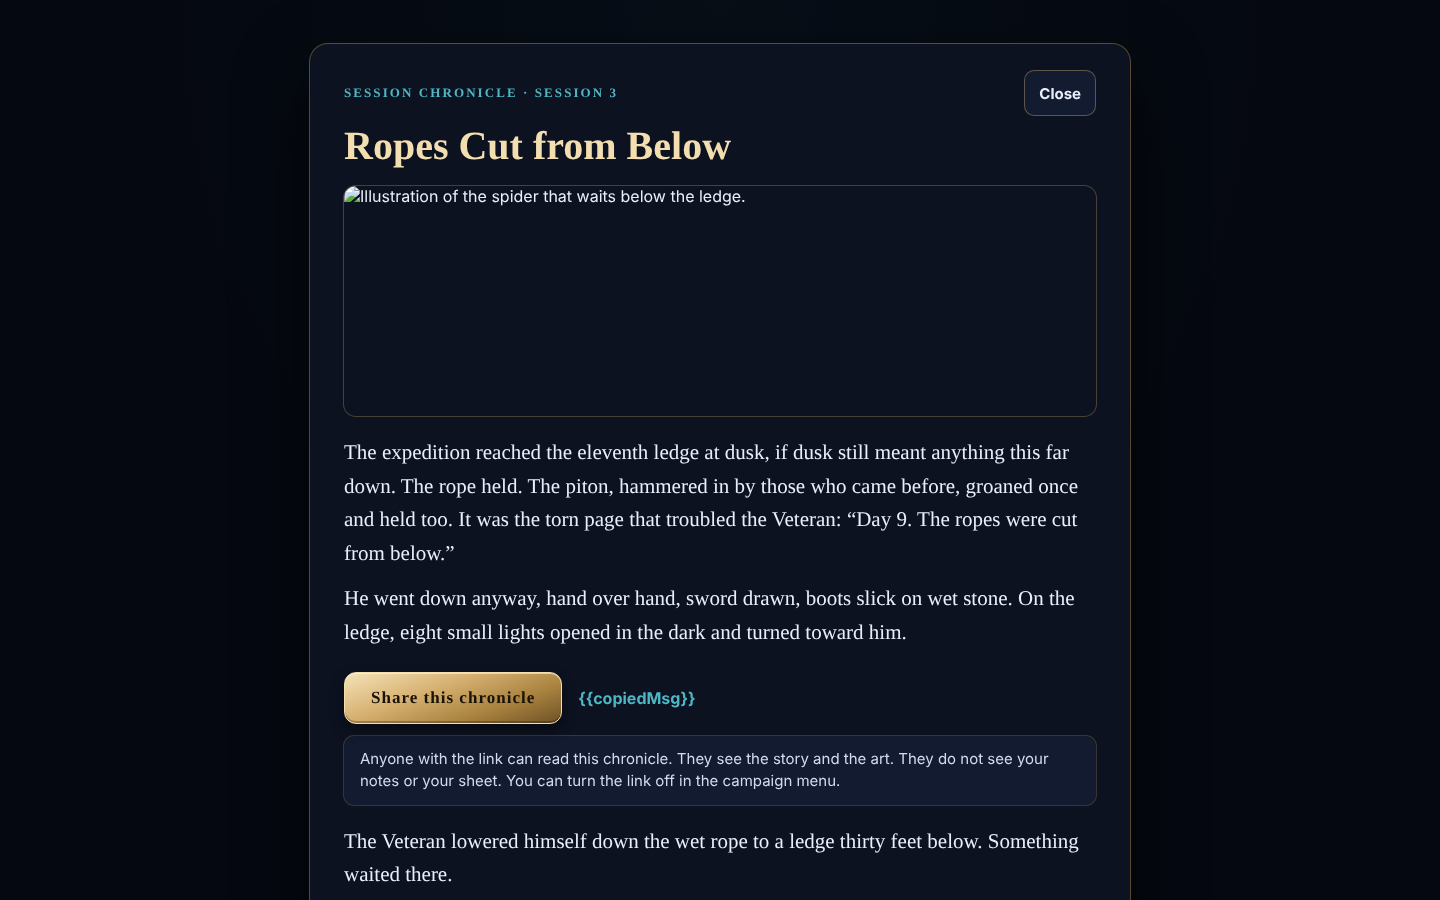 SESSION CHRONICLE · SESSION 3
Close
Ropes Cut from Below
Illustration of the spider that waits below the ledge.
The expedition reached the eleventh ledge at dusk, if dusk still meant anything this far
down. The rope held. The piton, hammered in by those who came before, groaned once
and held too. It was the torn page that troubled the Veteran: “Day 9. The ropes were cut
from below.”
He went down anyway, hand over hand, sword drawn, boots slick on wet stone. On the
ledge, eight small lights opened in the dark and turned toward him.
Share this chronicle
{{copiedMsg}}
Anyone with the link can read this chronicle. They see the story and the art. They do not see your
notes or your sheet. You can turn the link off in the campaign menu.
The Veteran lowered himself down the wet rope to a ledge thirty feet below. Something
waited there.